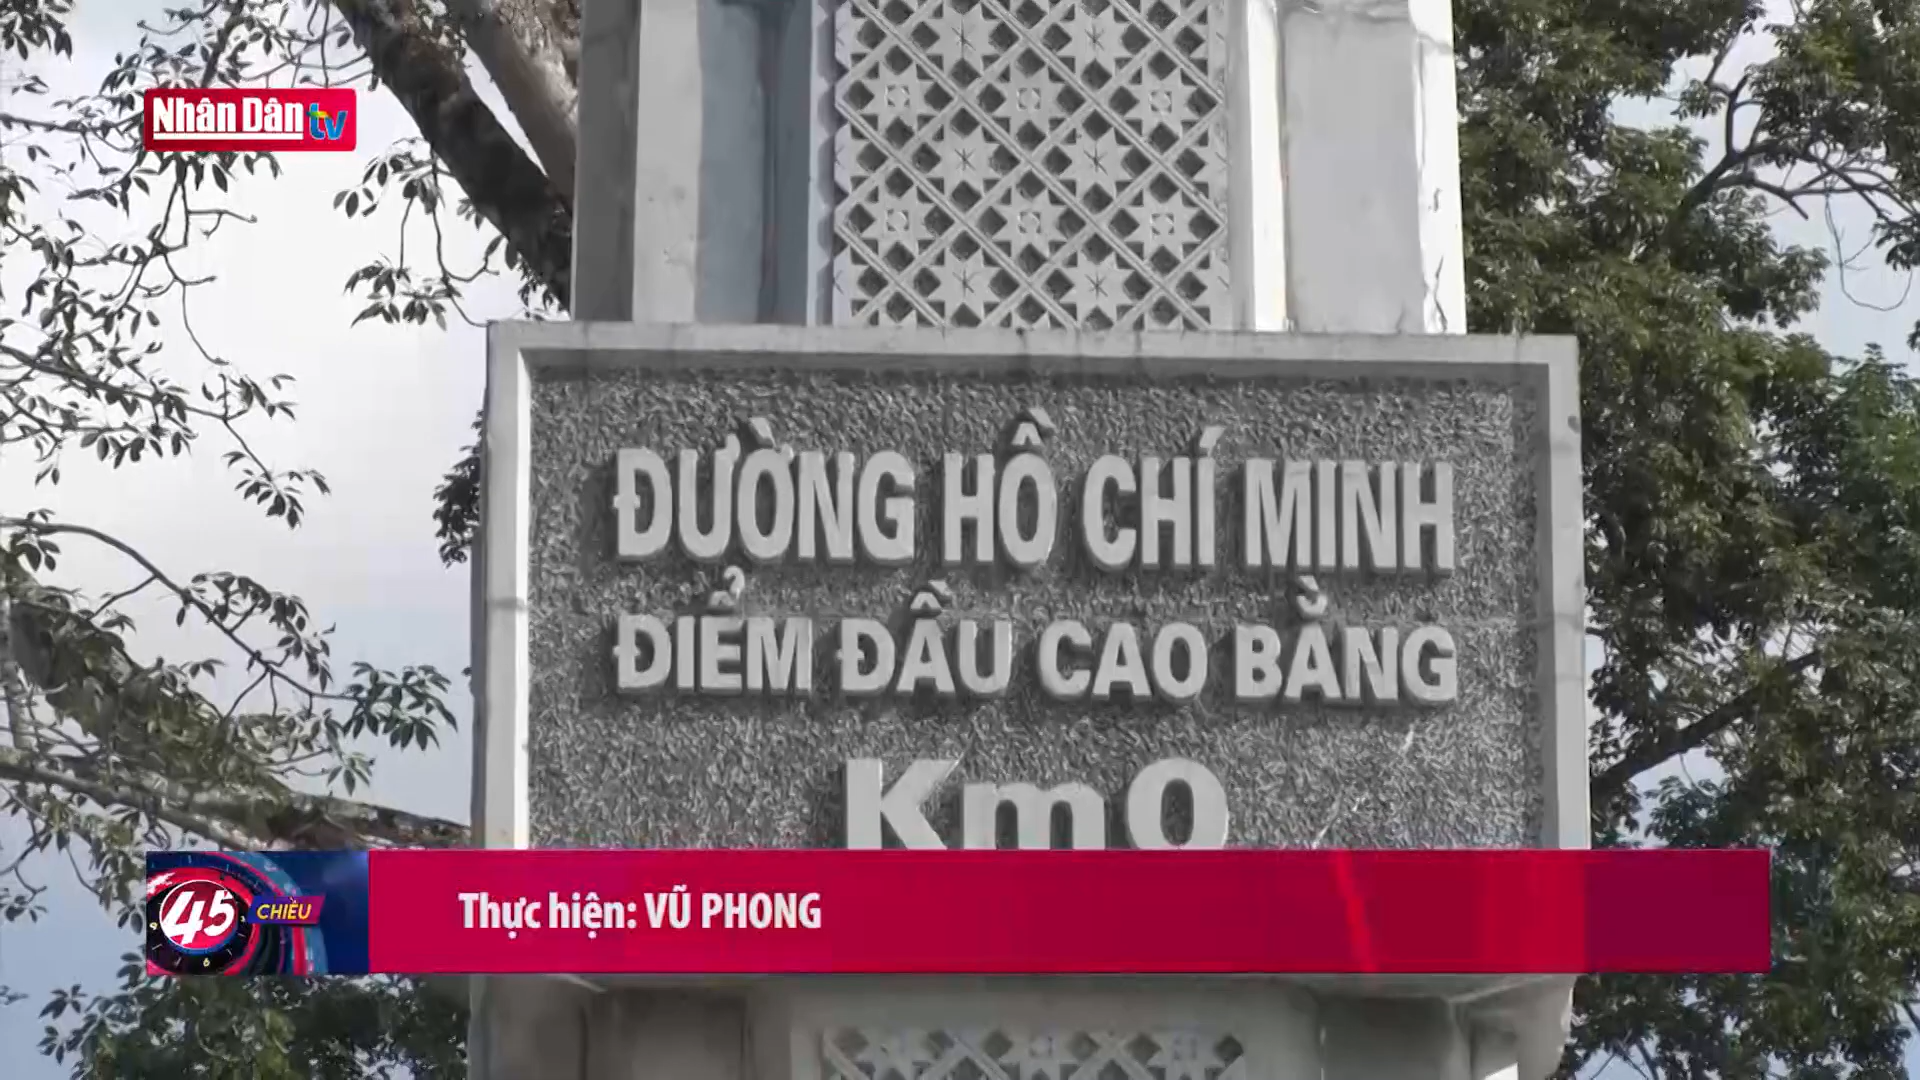 Nhân Dân tv
ĐƯỜNG HỒ CHÍ MINH
ĐIỂM ĐẦU CAO BẰNG
Km0
45 CHIỀU
Thực hiện: VŨ PHONG